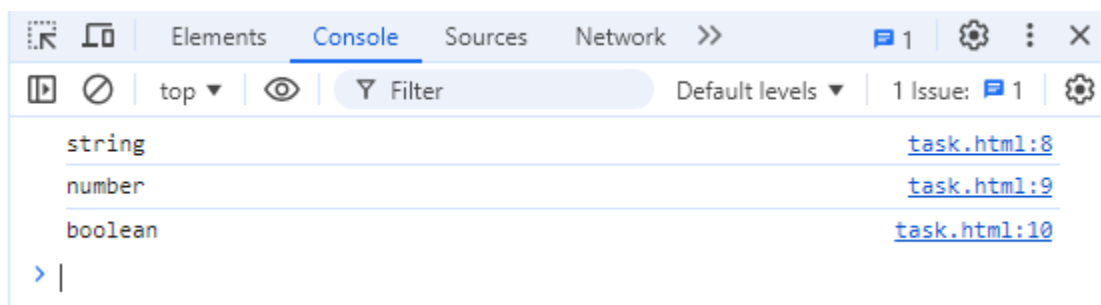 Elements Console Sources Network 1
top Filter Default levels 1 Issue: 1
string task.html:8
number task.html:9
boolean task.html:10